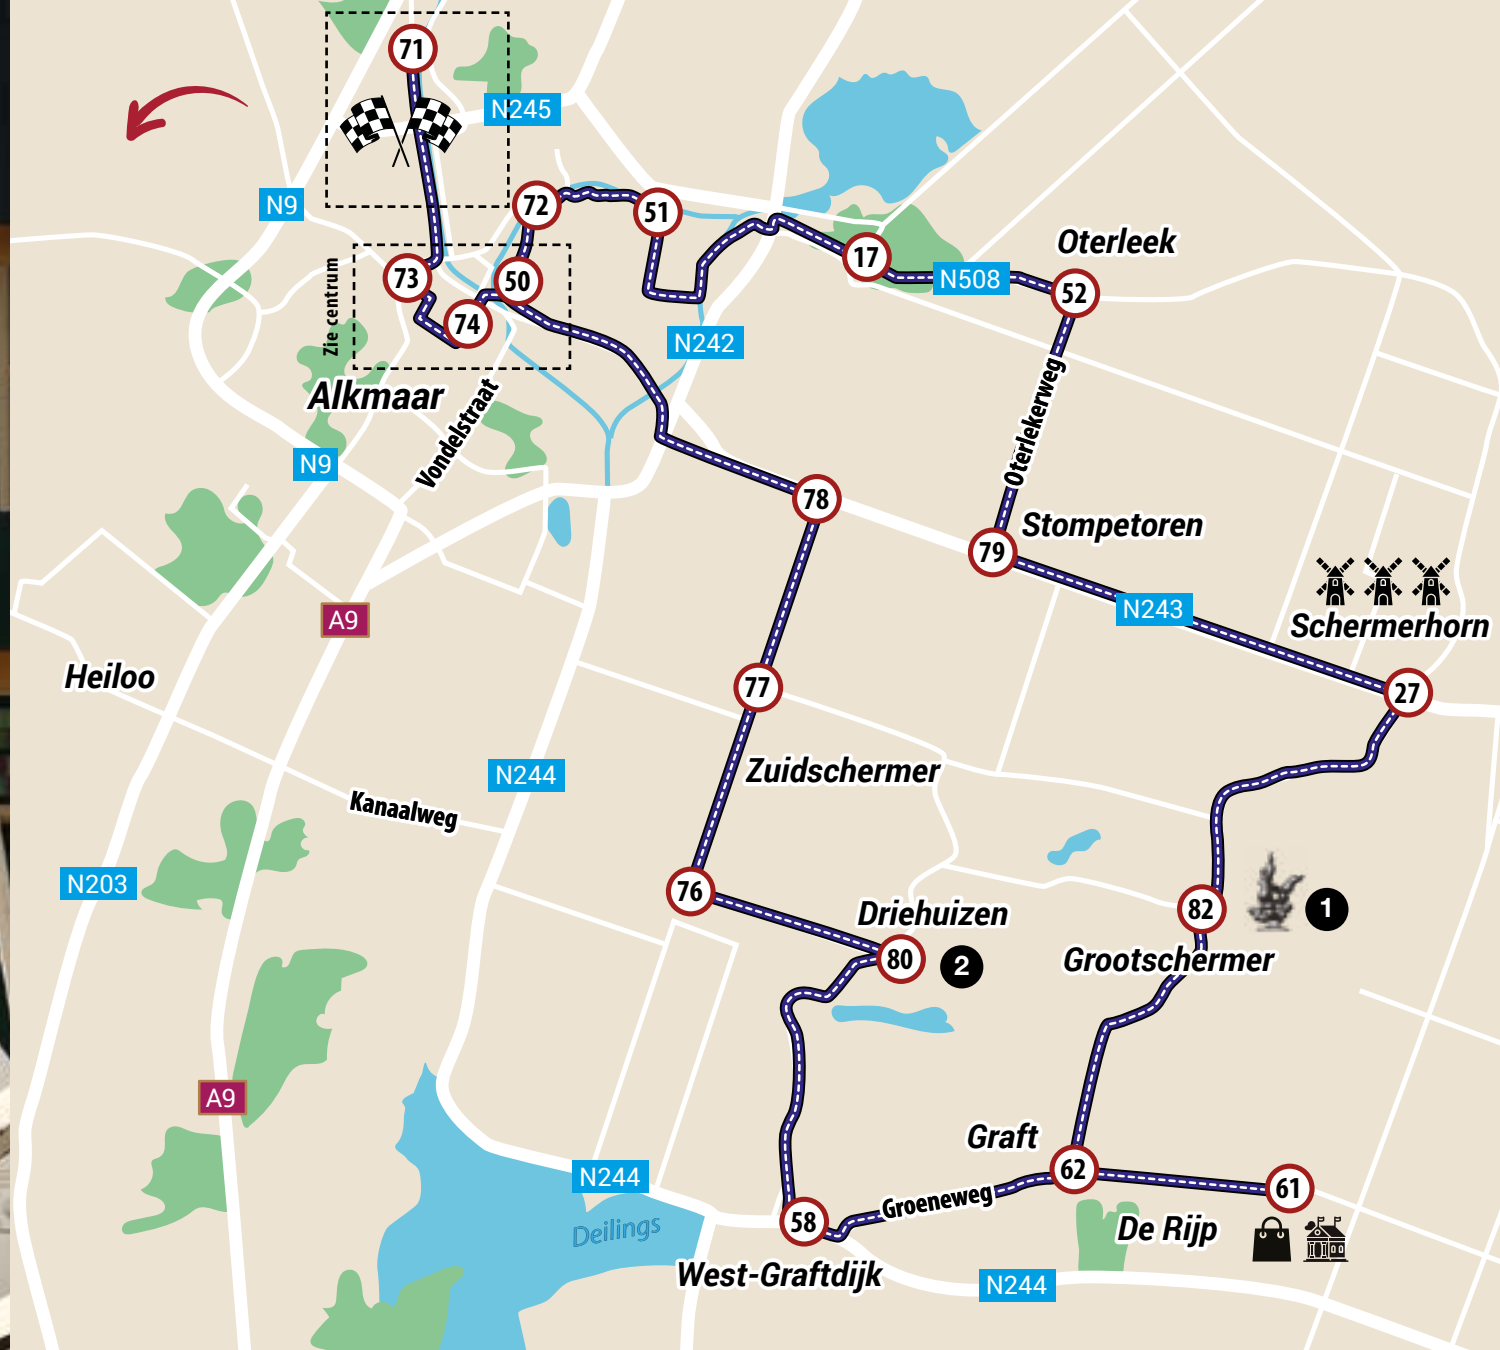 71
N245
N9
72
51
17
Oterleek
N508
52
73
50
74
Zie centrum
N242
Alkmaar
Vondelstraat
Oterlekerweg
N9
78
79
Stompetoren
N243
Schermerhorn
A9
Heiloo
77
27
Zuidschermer
N244
Kanaalweg
N203
76
Driehuizen
80
2
82
1
Grootschermer
A9
Graft
62
61
N244
Deilings
58
Groeneweg
De Rijp
West-Graftdijk
N244